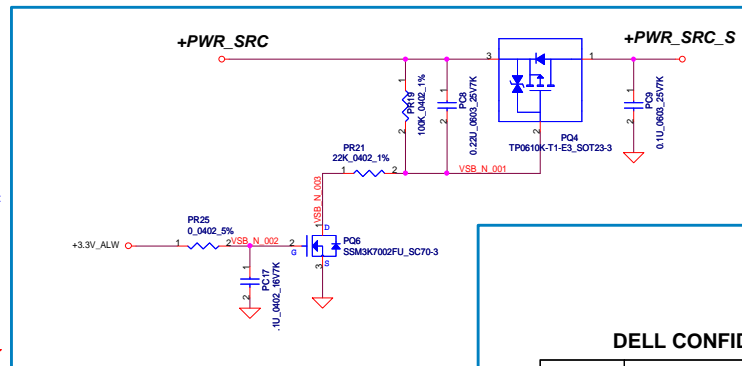 +PWR_SRC
+PWR_SRC_S
3
1
1
PR19
100K_0402_1%
2
1
PC8
0.22U_0603_25V7K
2
1
PC9
0.1U_0603_25V7K
2
2
PQ4
TP0610K-T1-E3_SOT23-3
PR21
22K_0402_1%
1
2
VSB_N_001
VSB_N_003
1
D
PR25
0_0402_5%
+3.3V_ALW
1
2
VSB_N_002
2
G
PQ6
SSM3K7002FU_SC70-3
3
S
1
PC17
.1U_0402_16V7K
2
DELL CONFID